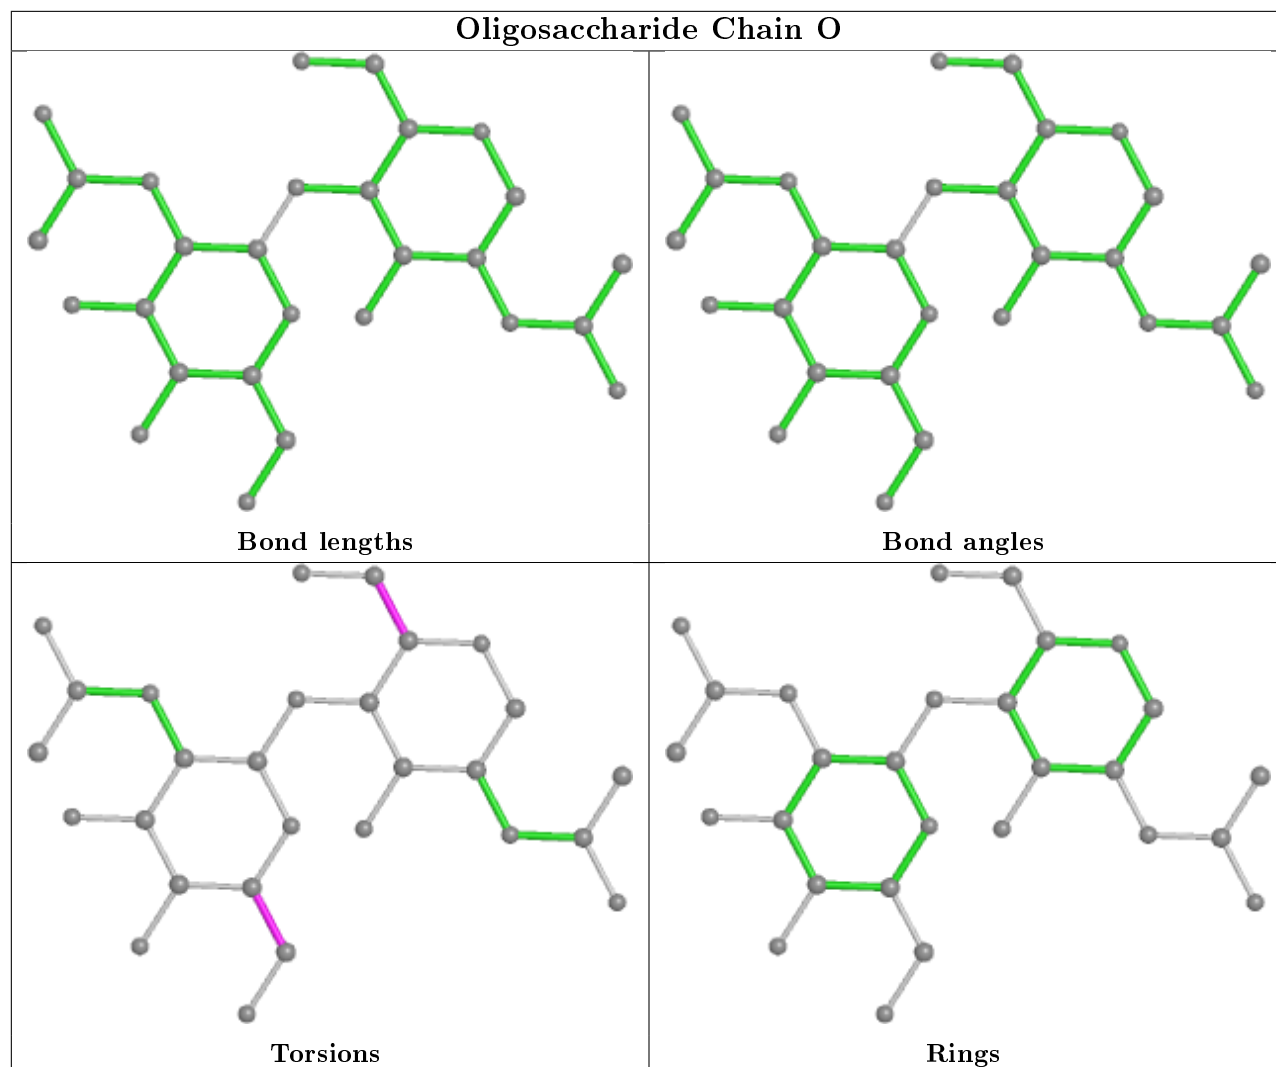 Oligosaccharide Chain O
Bond lengths
Bond angles
Torsions
Rings